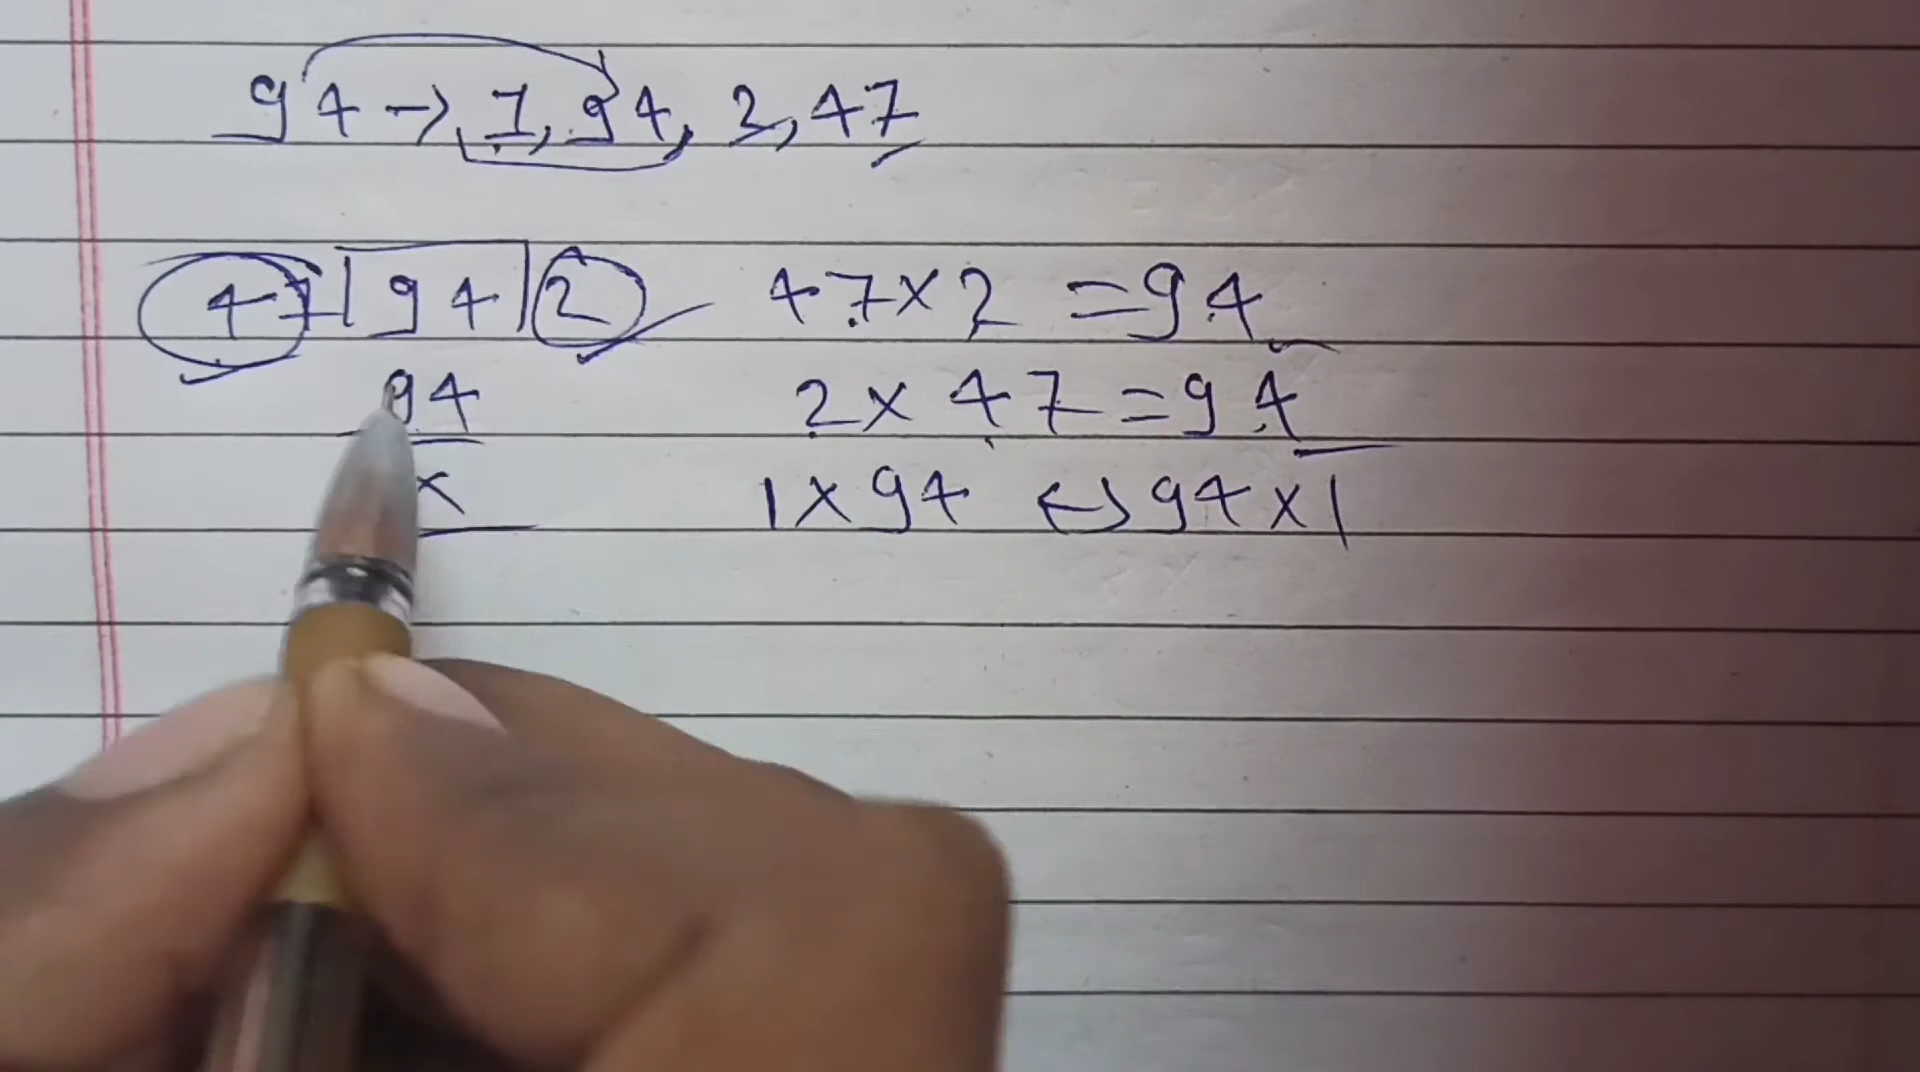 94 → 1, 94, 2, 47
47 | 94 | 2 47 × 2 = 94
94 2 × 47 = 94
× 1 × 94 ↔ 94 × 1